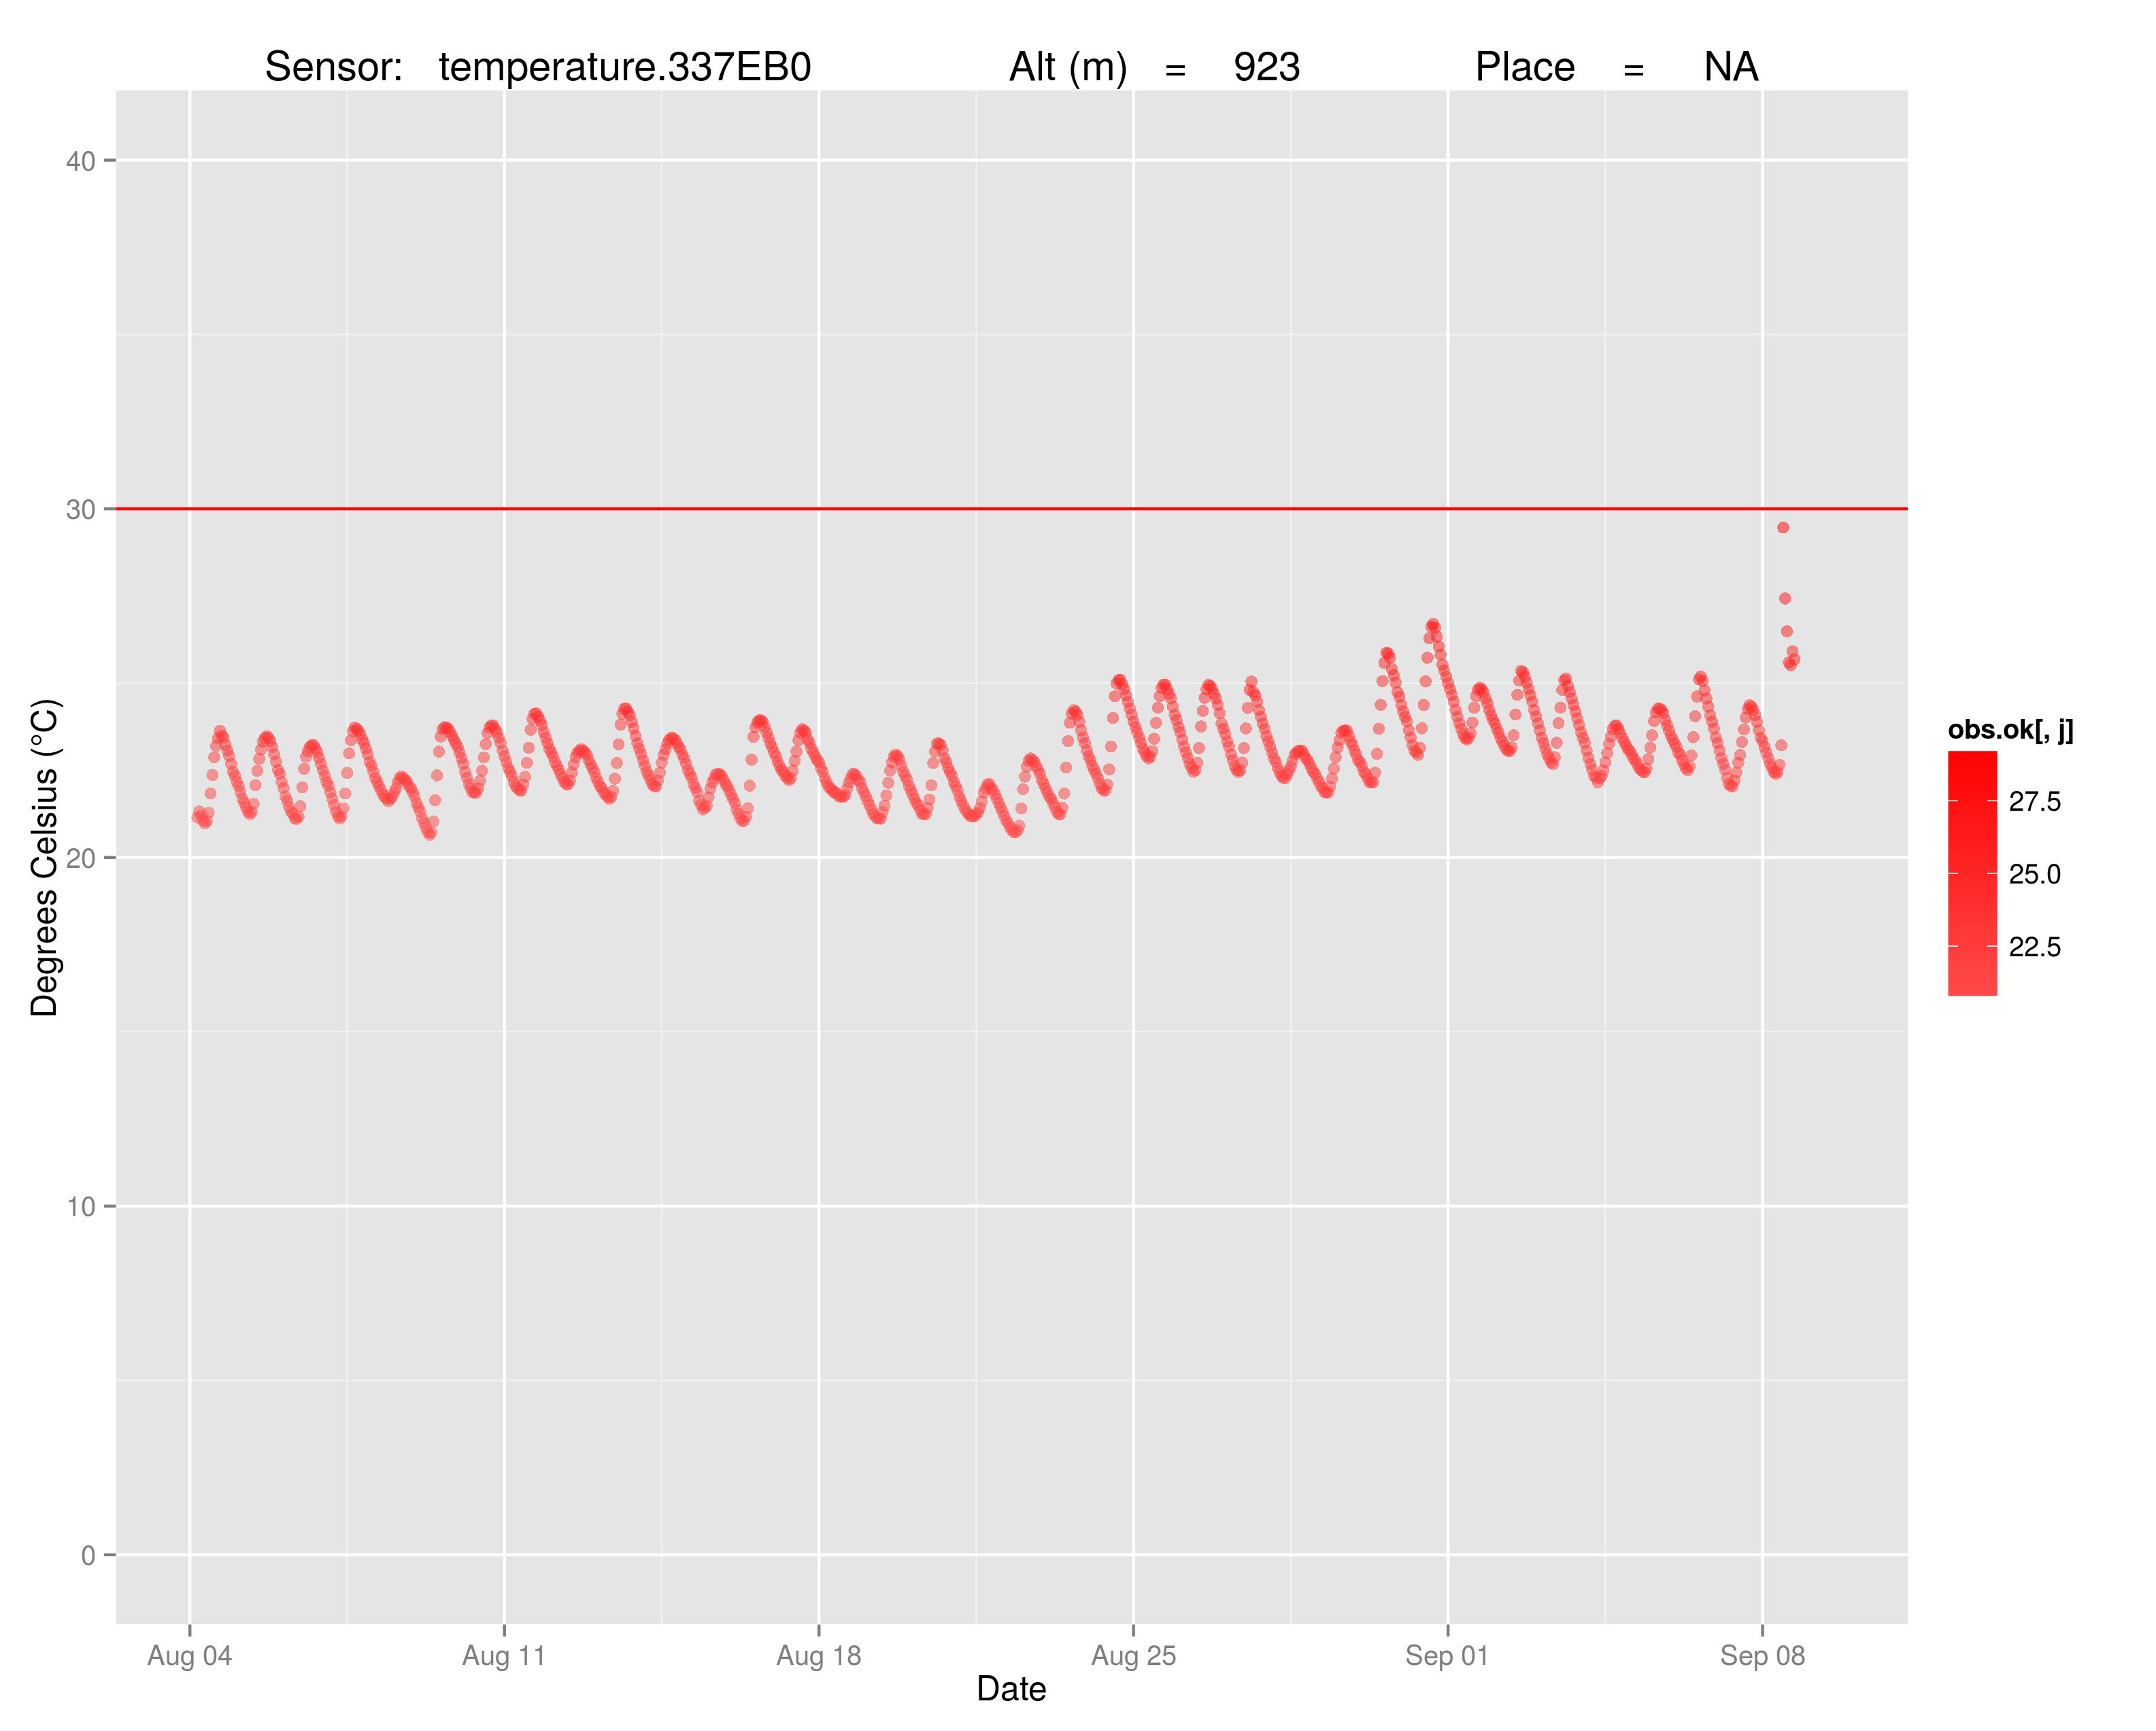 Sensor: temperature.337EB0 Alt (m) = 923 Place = NA
40
30
20
10
0
Degrees Celsius (°C)
Aug 04 Aug 11 Aug 18 Aug 25 Sep 01 Sep 08
Date
obs.ok[, j]
27.5
25.0
22.5